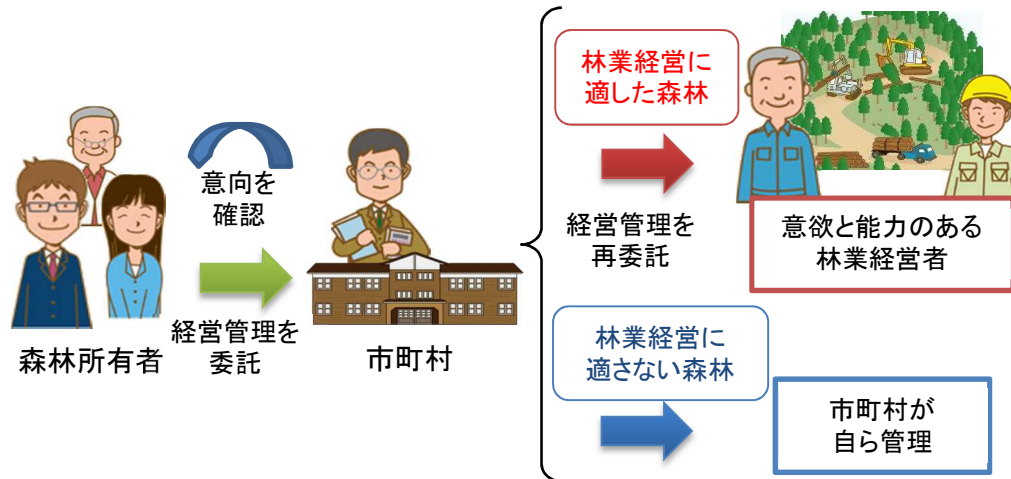 森林所有者
意向を
確認
経営管理を
委託
市町村
林業経営に
適した森林
経営管理を
再委託
意欲と能力のある
林業経営者
林業経営に
適さない森林
市町村が
自ら管理